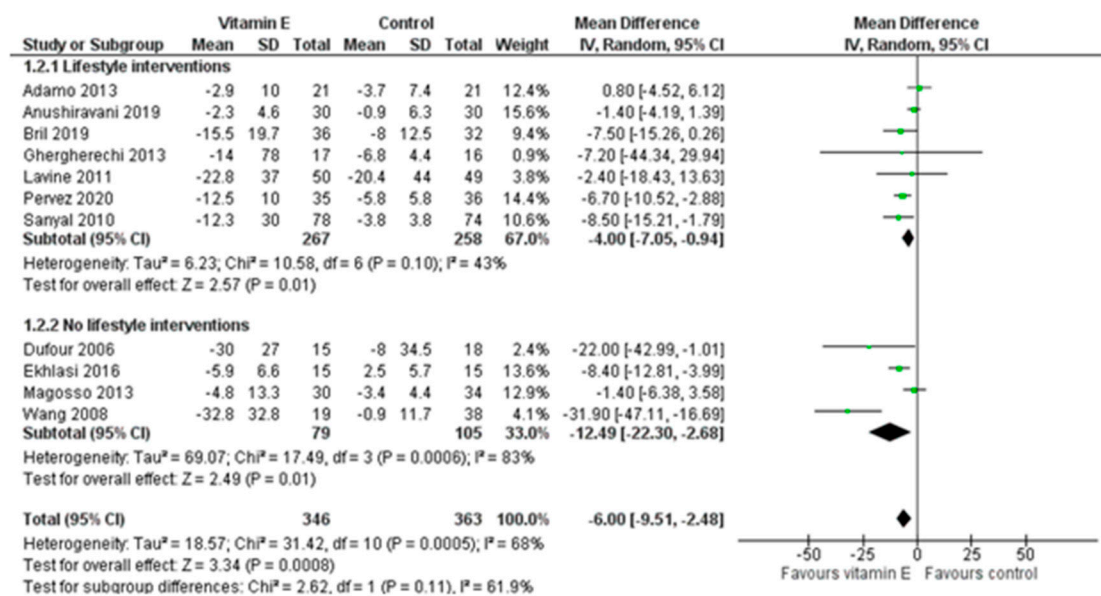 Vitamin E Control Mean Difference Mean Difference
Study or Subgroup Mean SD Total Mean SD Total Weight IV, Random, 95% CI IV, Random, 95% CI
1.2.1 Lifestyle interventions
Adamo 2013 -2.9 10 21 -3.7 7.4 21 12.4% 0.80 [-4.52, 6.12]
Anushiravani 2019 -2.3 4.6 30 -0.9 6.3 30 15.6% -1.40 [-4.19, 1.39]
Bril 2019 -15.5 19.7 36 -8 12.5 32 9.4% -7.50 [-15.26, 0.26]
Ghergherechi 2013 -14 78 17 -6.8 4.4 16 0.9% -7.20 [-44.34, 29.94]
Lavine 2011 -22.8 37 50 -20.4 44 49 3.8% -2.40 [-18.43, 13.63]
Pervez 2020 -12.5 10 35 -5.8 5.8 36 14.4% -6.70 [-10.52, -2.88]
Sanyal 2010 -12.3 30 78 -3.8 3.8 74 10.6% -8.50 [-15.21, -1.79]
Subtotal (95% CI) 267 258 67.0% -4.00 [-7.05, -0.94]
Heterogeneity: Tau² = 6.23; Chi² = 10.58, df = 6 (P = 0.10); I² = 43%
Test for overall effect: Z = 2.57 (P = 0.01)
1.2.2 No lifestyle interventions
Dufour 2006 -30 27 15 -8 34.5 18 2.4% -22.00 [-42.99, -1.01]
Ekhlasi 2016 -5.9 6.6 15 2.5 5.7 15 13.6% -8.40 [-12.81, -3.99]
Magosso 2013 -4.8 13.3 30 -3.4 4.4 34 12.9% -1.40 [-6.38, 3.58]
Wang 2008 -32.8 32.8 19 -0.9 11.7 38 4.1% -31.90 [-47.11, -16.69]
Subtotal (95% CI) 79 105 33.0% -12.49 [-22.30, -2.68]
Heterogeneity: Tau² = 69.07; Chi² = 17.49, df = 3 (P = 0.0006); I² = 83%
Test for overall effect: Z = 2.49 (P = 0.01)
Total (95% CI) 346 363 100.0% -6.00 [-9.51, -2.48]
Heterogeneity: Tau² = 18.57; Chi² = 31.42, df = 10 (P = 0.0005); I² = 68%
Test for overall effect: Z = 3.34 (P = 0.0008)
Test for subgroup differences: Chi² = 2.62, df = 1 (P = 0.11), I² = 61.9%
-50 -25 0 25 50
Favours vitamin E Favours control